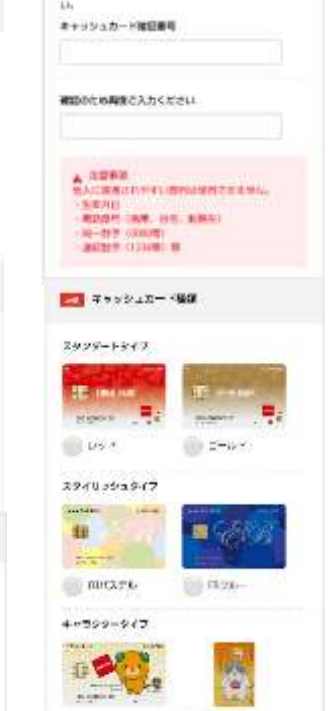 い。
キャッシュカード暗証番号
確認のため再度ご入力ください
注意事項
他人に推測されやすい番号は使用できません。
・生年月日
・電話番号（携帯、自宅、勤務先）
・同一数字（0000等）
・連続数字（1234等）等
キャッシュカード種類
スタンダードタイプ
レッド
ゴールド
スタイリッシュタイプ
キャラクタータイプ